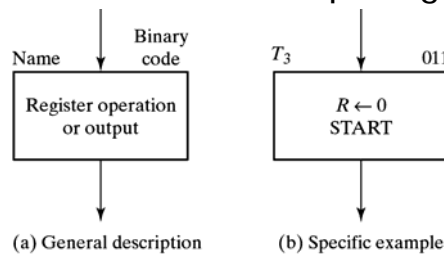 Name
Binary
code
Register operation
or output
(a) General description
T3
011
R ← 0
START
(b) Specific example